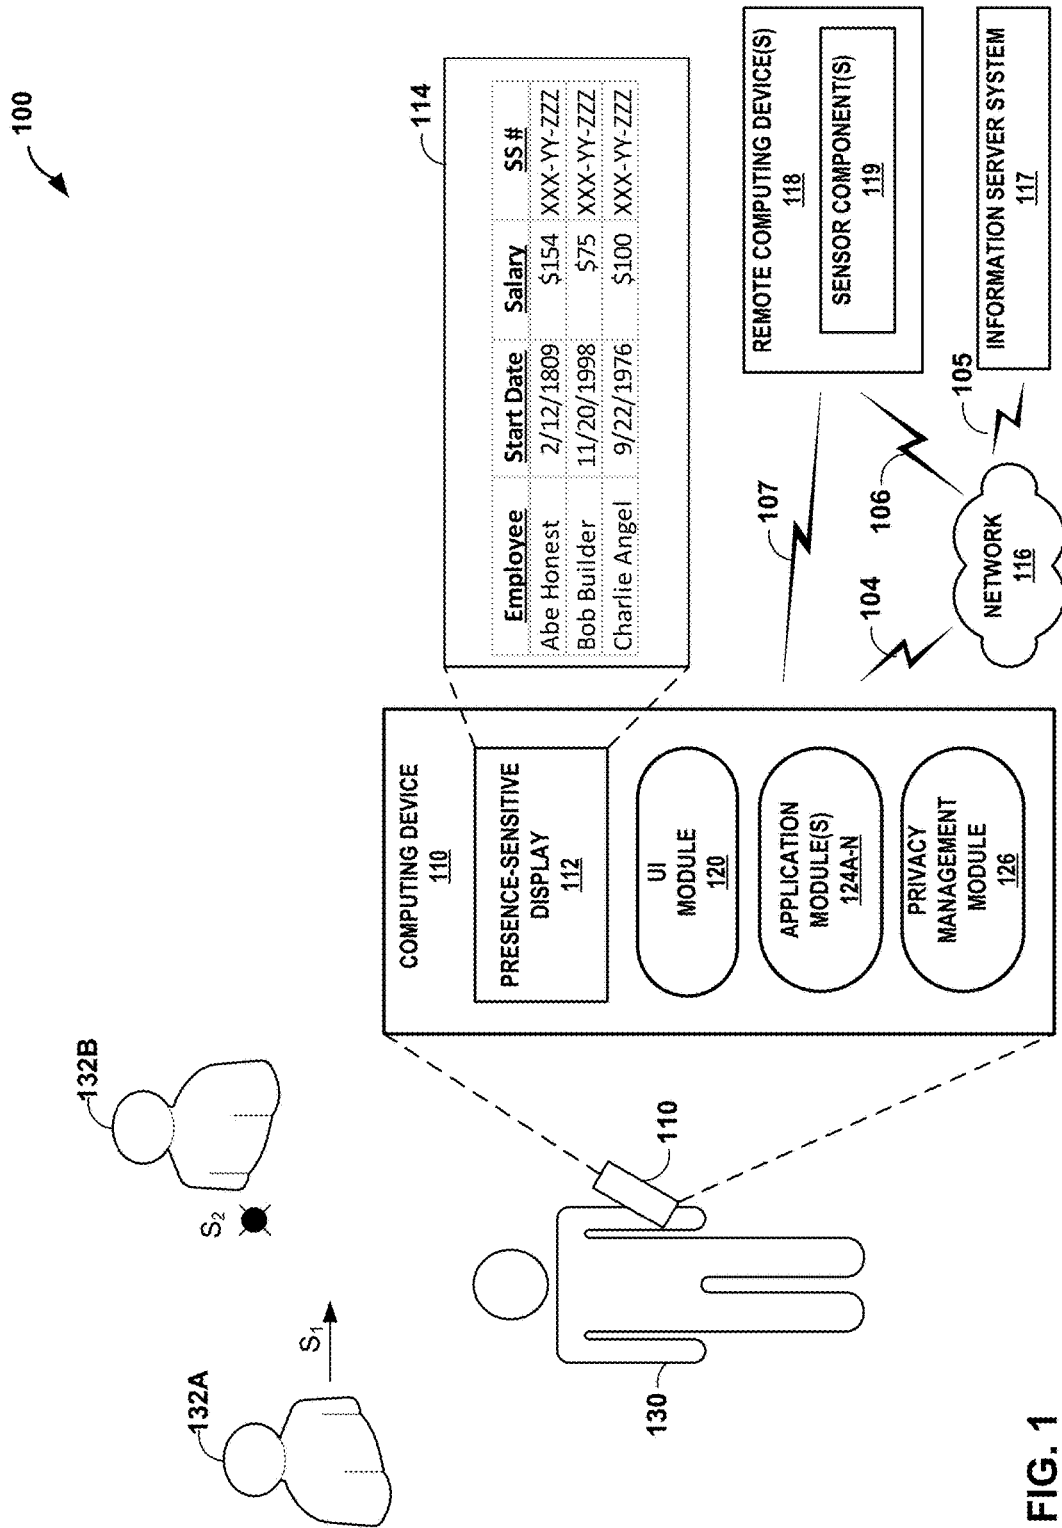 100
132A
S1
S2
132B
130
110
COMPUTING DEVICE
110
PRESENCE-SENSITIVE
DISPLAY
112
UI
MODULE
120
APPLICATION
MODULE(S)
124A-N
PRIVACY
MANAGEMENT
MODULE
126
114
Employee Start Date Salary SS #
Abe Honest 2/12/1809 $154 XXX-YY-ZZZ
Bob Builder 11/20/1998 $75 XXX-YY-ZZZ
Charlie Angel 9/22/1976 $100 XXX-YY-ZZZ
107
104
106
105
NETWORK
116
REMOTE COMPUTING DEVICE(S)
118
SENSOR COMPONENT(S)
119
INFORMATION SERVER SYSTEM
117
FIG. 1